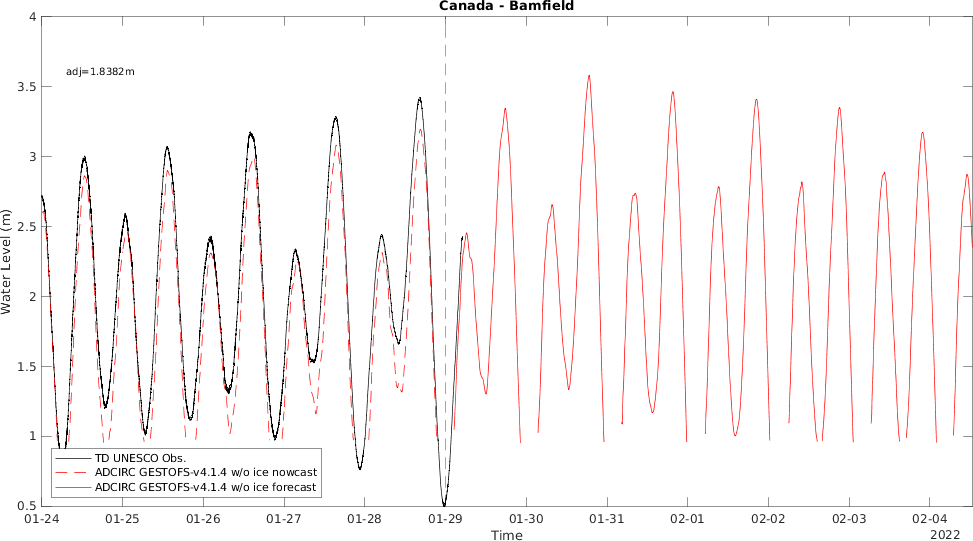 Canada - Bamfield
adj=1.8382m
Water Level (m)
4
3.5
3
2.5
2
1.5
1
0.5
TD UNESCO Obs.
ADCIRC GESTOFS-v4.1.4 w/o ice nowcast
ADCIRC GESTOFS-v4.1.4 w/o ice forecast
01-24 01-25 01-26 01-27 01-28 01-29 01-30 01-31 02-01 02-02 02-03 02-04
Time
2022